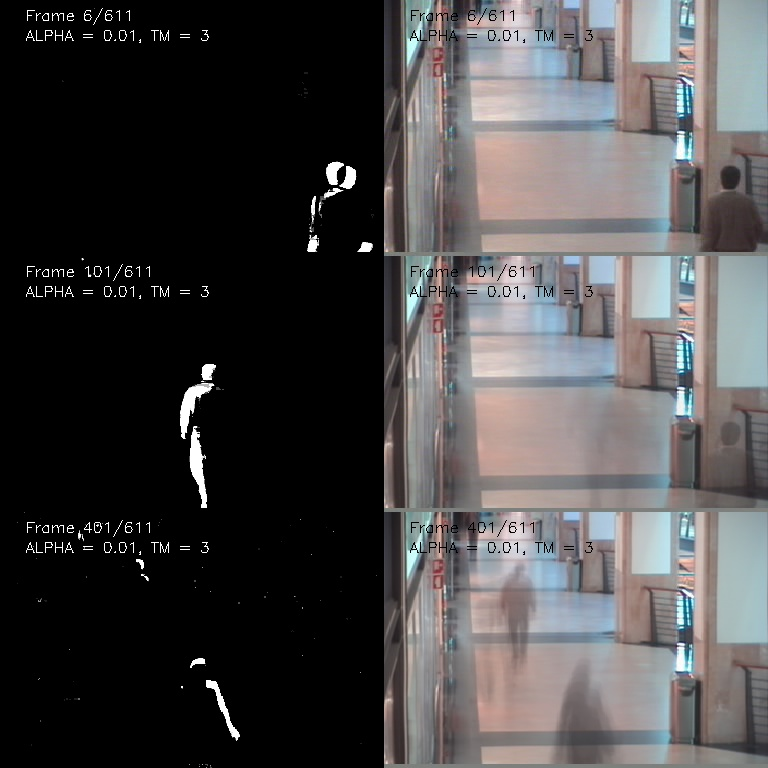 Frame 6/611
ALPHA = 0.01, TM = 3
Frame 6/611
ALPHA = 0.01, TM = 3
Frame 101/611
ALPHA = 0.01, TM = 3
Frame 101/611
ALPHA = 0.01, TM = 3
Frame 401/611
ALPHA = 0.01, TM = 3
Frame 401/611
ALPHA = 0.01, TM = 3